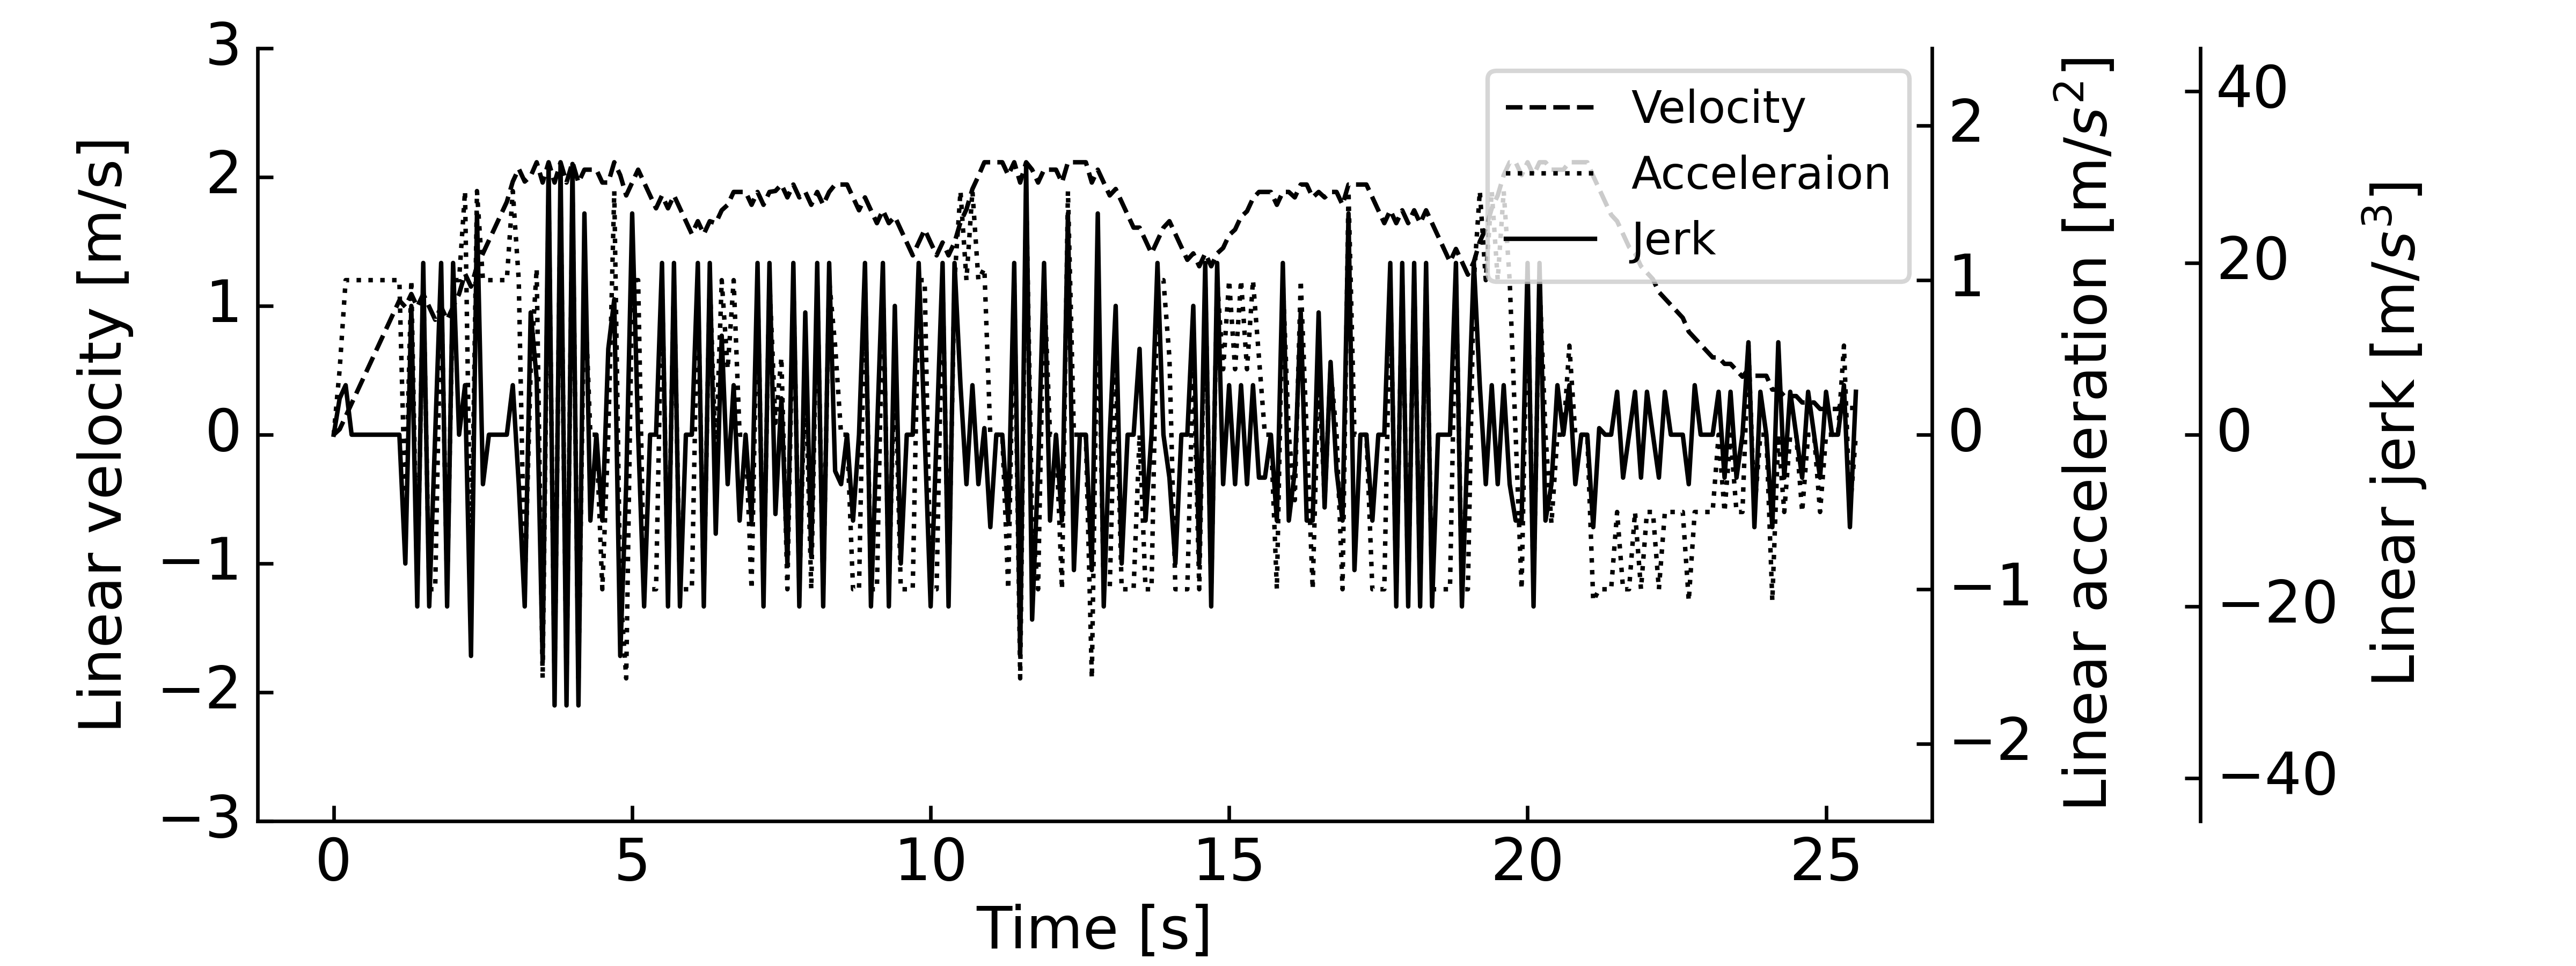 Linear velocity [m/s]
3
2
1
0
−1
−2
−3
0 5 10 15 20 25
Time [s]
Velocity
Acceleraion
Jerk
2
1
0
−1
−2
Linear acceleration [m/s²]
40
20
0
−20
−40
Linear jerk [m/s³]